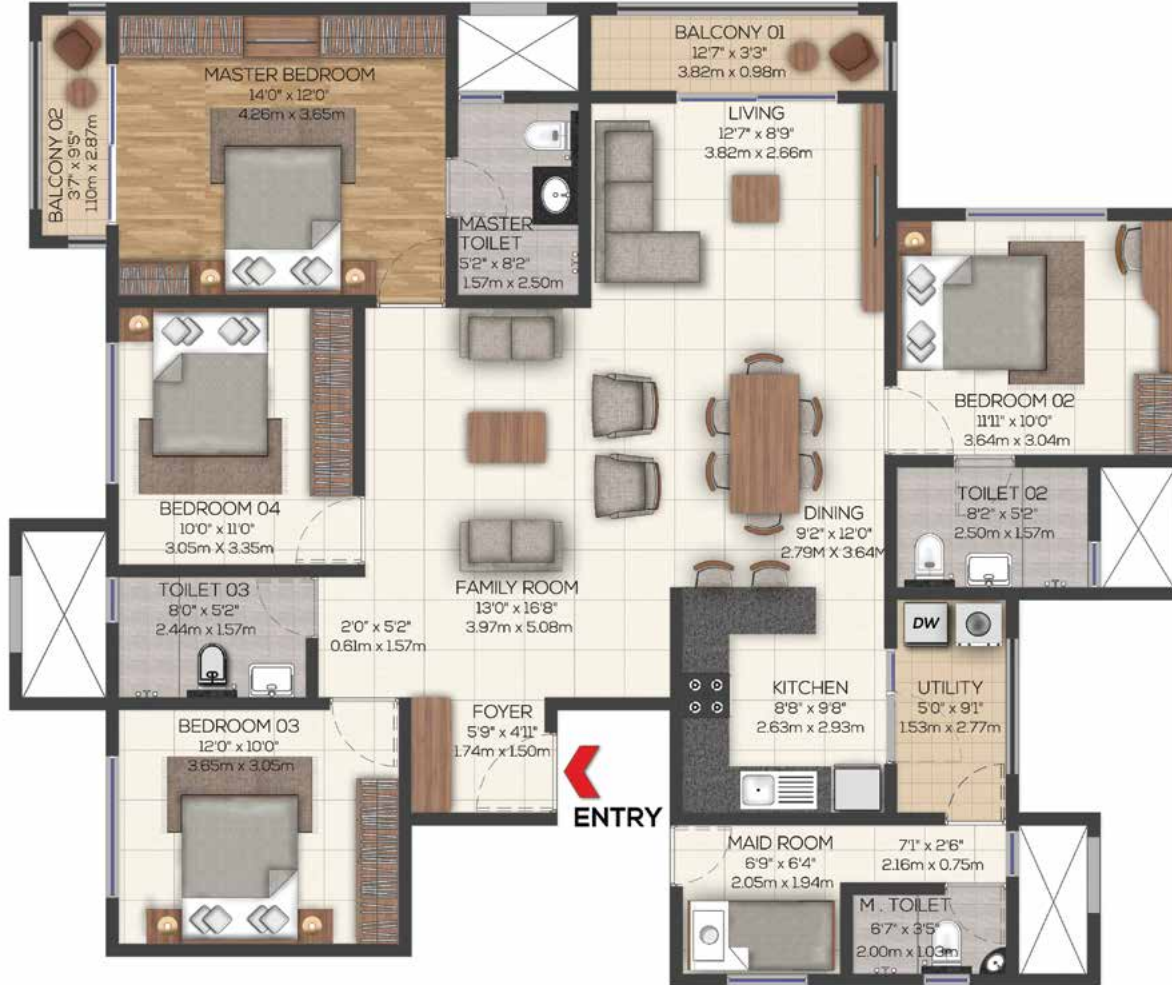 BALCONY 01
12'7" x 3'3"
3.82m x 0.98m
MASTER BEDROOM
14'0" x 12'0"
4.26m x 3.65m
BALCONY 02
3'7" x 9'5"
1.10m x 2.87m
LIVING
12'7" x 8'9"
3.82m x 2.66m
MASTER
TOILET
5'2" x 8'2"
1.57m x 2.50m
BEDROOM 02
11'11" x 10'0"
3.64m x 3.04m
BEDROOM 04
10'0" x 11'0"
3.05m X 3.35m
TOILET 02
8'2" x 5'2"
2.50m x 1.57m
DINING
9'2" x 12'0"
2.79M X 3.64M
TOILET 03
8'0" x 5'2"
2.44m x 1.57m
FAMILY ROOM
13'0" x 16'8"
3.97m x 5.08m
2'0" x 5'2"
0.61m x 1.57m
DW
KITCHEN
8'8" x 9'8"
2.63m x 2.93m
UTILITY
5'0" x 9'1"
1.53m x 2.77m
FOYER
5'9" x 4'11"
1.74m x 1.50m
BEDROOM 03
12'0" x 10'0"
3.65m x 3.05m
ENTRY
MAID ROOM
6'9" x 6'4"
2.05m x 1.94m
7'1" x 2'6"
2.16m x 0.75m
M . TOILET
6'7" x 3'5"
2.00m x 1.03m